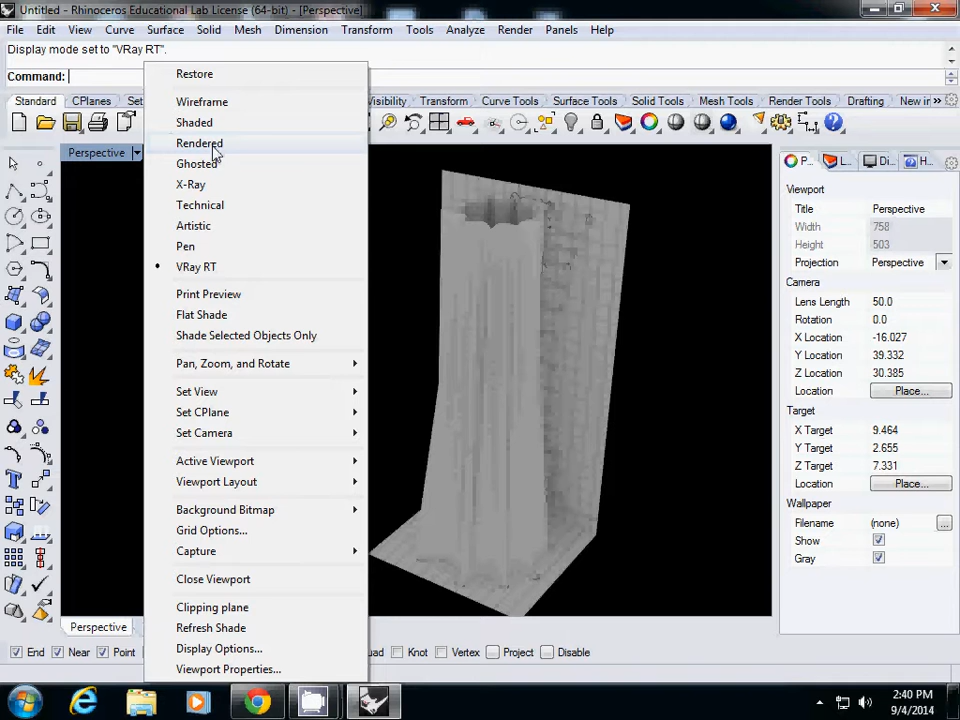 Untitled - Rhinoceros Educational Lab License (64-bit) - [Perspective]
File Edit View Curve Surface Solid Mesh Dimension Transform Tools Analyze Render Panels Help
Display mode set to "VRay RT".
Command:
Standard CPlanes Set Visibility Transform Curve Tools Surface Tools Solid Tools Mesh Tools Render Tools Drafting New in »
Perspective
Restore
Wireframe
Shaded
Rendered
Ghosted
X-Ray
Technical
Artistic
Pen
VRay RT
Print Preview
Flat Shade
Shade Selected Objects Only
Pan, Zoom, and Rotate
Set View
Set CPlane
Set Camera
Active Viewport
Viewport Layout
Background Bitmap
Grid Options...
Capture
Close Viewport
Clipping plane
Refresh Shade
Display Options...
Viewport Properties...
P... L... Di... H...
Viewport
Title Perspective
Width 758
Height 503
Projection Perspective
Camera
Lens Length 50.0
Rotation 0.0
X Location -16.027
Y Location 39.332
Z Location 30.385
Location Place...
Target
X Target 9.464
Y Target 2.655
Z Target 7.331
Location Place...
Wallpaper
Filename (none) ...
Show
Gray
Perspective
End Near Point Knot Vertex Project Disable
2:40 PM
9/4/2014